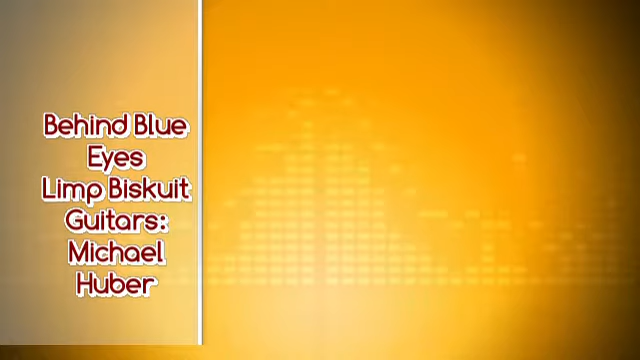 Behind Blue
Eyes
Limp Biskuit
Guitars:
Michael
Huber